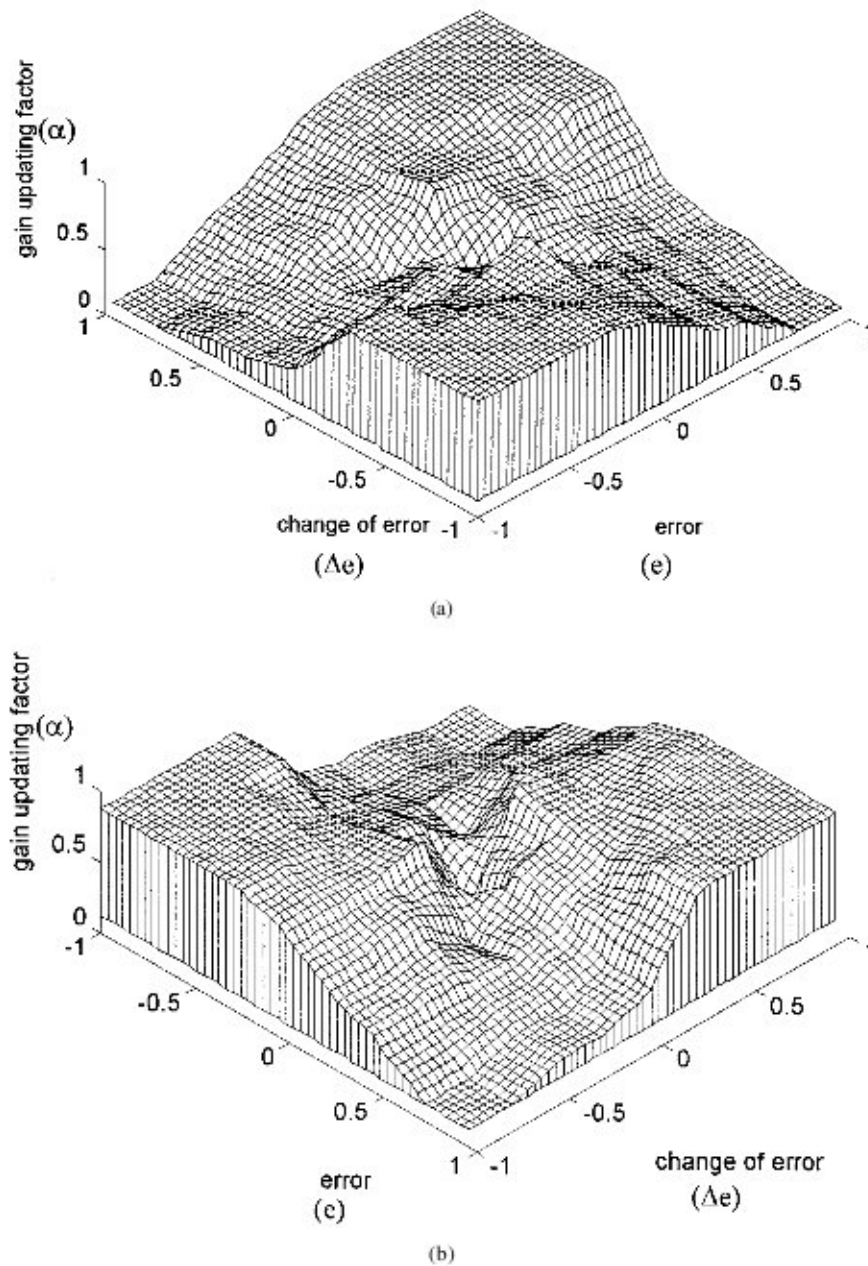 gain updating factor
(α)
1
0.5
0
1
0.5
0
-0.5
-1
-1
-0.5
0
0.5
change of error
(Δe)
error
(e)
(a)
gain updating factor
(α)
1
0.5
0
-1
-0.5
0
0.5
1
-1
-0.5
0
0.5
error
(e)
change of error
(Δe)
(b)